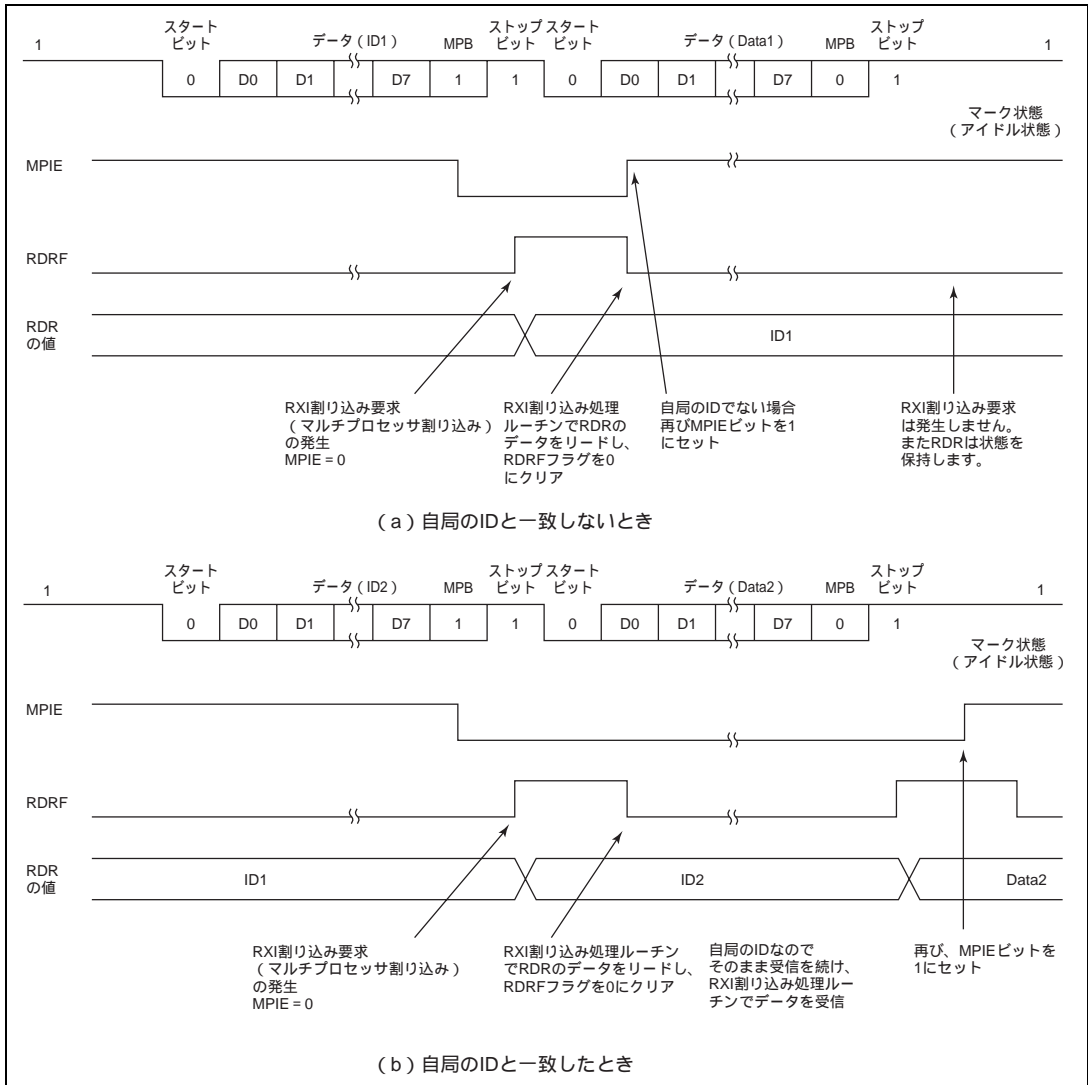 スタート ストップ スタート ストップ
1 ビット データ（ID1） MPB ビット ビット データ（Data1） MPB ビット 1
0 D0 D1 D7 1 1 0 D0 D1 D7 0 1
マーク状態
（アイドル状態）
MPIE
RDRF
RDR
の値
ID1
RXI割り込み要求
（マルチプロセッサ割り込み）
の発生
MPIE = 0
RXI割り込み処理
ルーチンでRDRの
データをリードし、
RDRFフラグを0
にクリア
自局のIDでない場合
再びMPIEビットを1
にセット
RXI割り込み要求
は発生しません。
またRDRは状態を
保持します。
（a）自局のIDと一致しないとき
スタート ストップ スタート ストップ
1 ビット データ（ID2） MPB ビット ビット データ（Data2） MPB ビット 1
0 D0 D1 D7 1 1 0 D0 D1 D7 0 1
マーク状態
（アイドル状態）
MPIE
RDRF
RDR
の値
ID1 ID2 Data2
RXI割り込み要求
（マルチプロセッサ割り込み）
の発生
MPIE = 0
RXI割り込み処理ルーチン
でRDRのデータをリードし、
RDRFフラグを0にクリア
自局のIDなので
そのまま受信を続け、
RXI割り込み処理ルー
チンでデータを受信
再び、MPIEビットを
1にセット
（b）自局のIDと一致したとき